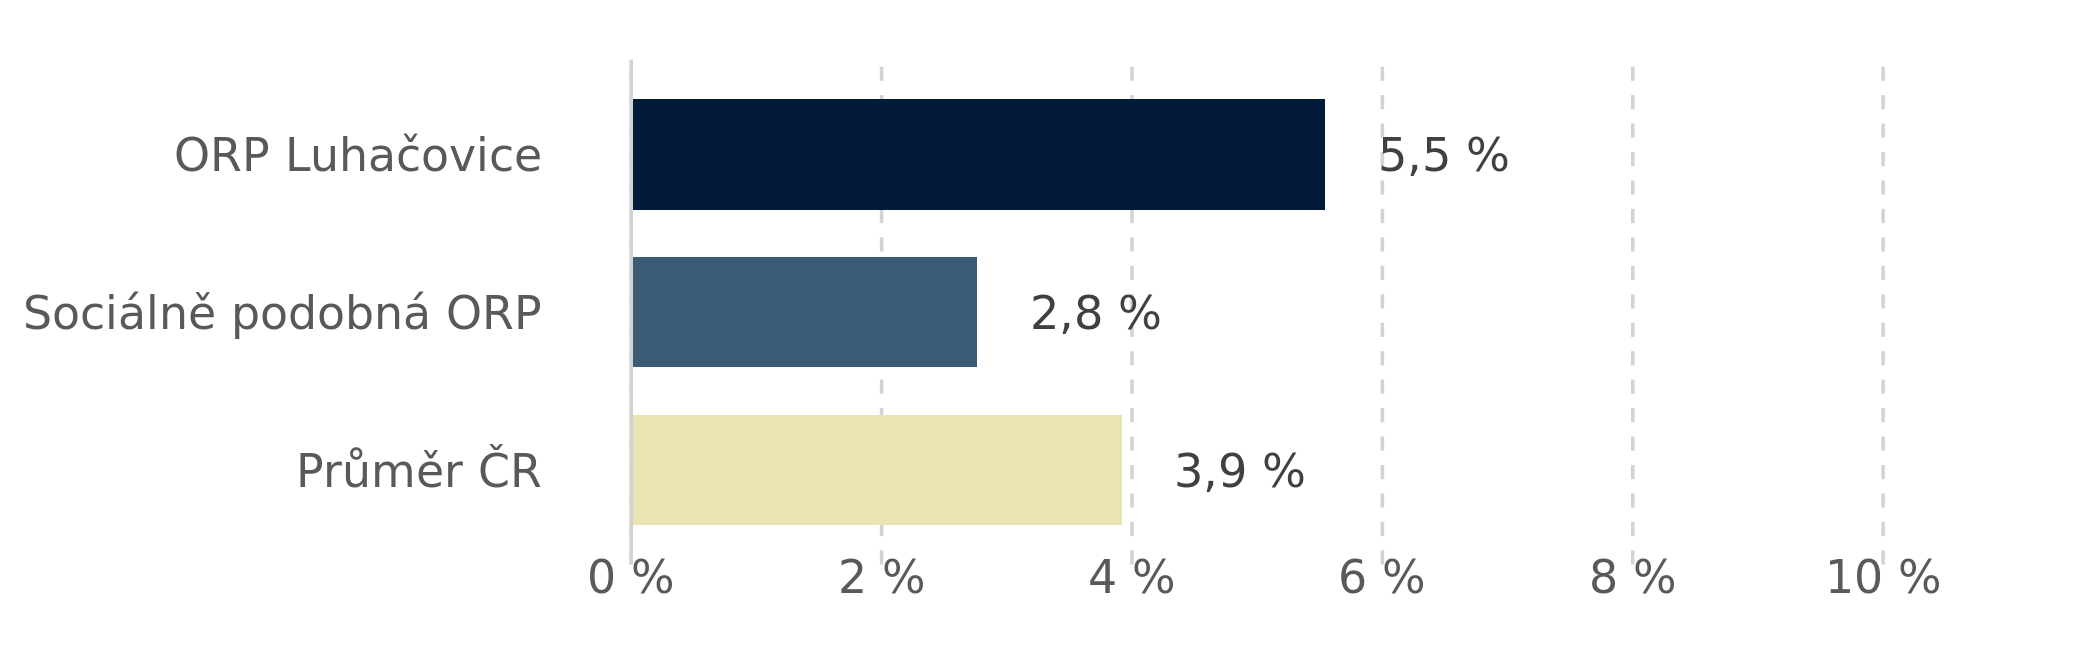 ORP Luhačovice
5,5 %
Sociálně podobná ORP
2,8 %
Průměr ČR
3,9 %
0 % 2 % 4 % 6 % 8 % 10 %